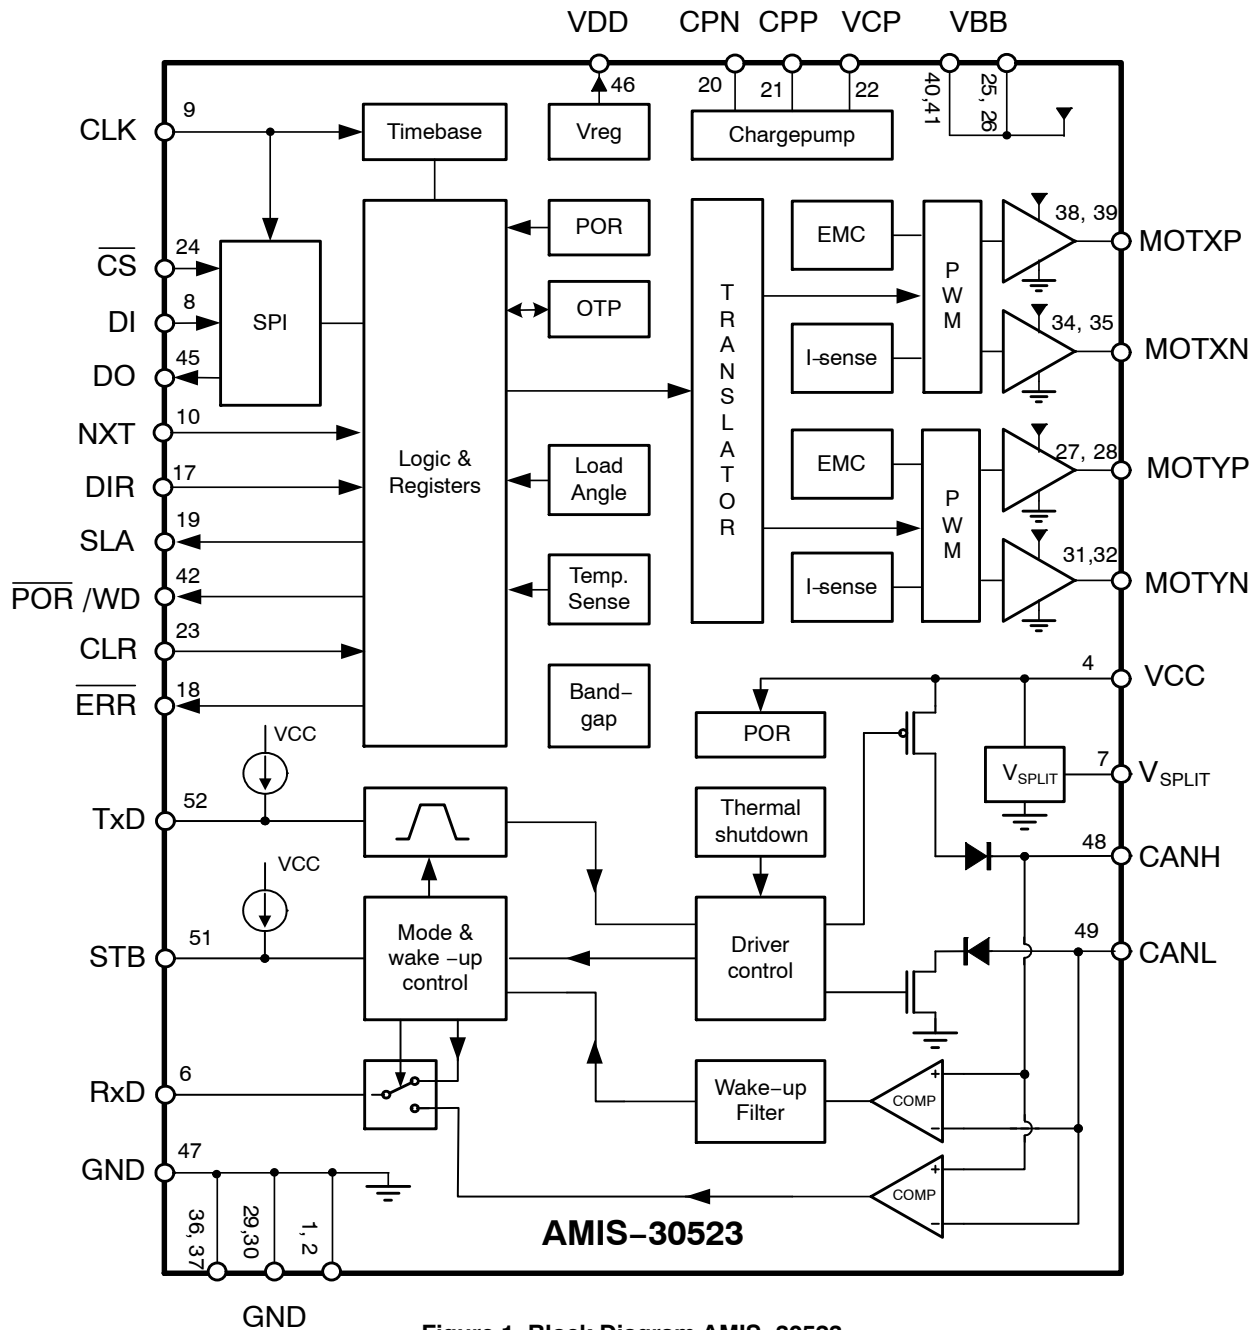 VDD CPN CPP VCP VBB
46 20 21 22 40,41 25, 26
CLK 9 Timebase Vreg Chargepump
CS 24
DI 8 SPI
DO 45
NXT 10
DIR 17
SLA 19
POR /WD 42
CLR 23
ERR 18
Logic &
Registers
POR
OTP
Load
Angle
Temp.
Sense
Band–
gap
TRANSLATOR
EMC
I–sense
PWM
38, 39 MOTXP
34, 35 MOTXN
EMC
I–sense
PWM
27, 28 MOTYP
31,32 MOTYN
4 VCC
POR
VSPLIT
7 VSPLIT
VCC
TxD 52
Thermal
shutdown
48 CANH
VCC
STB 51
Mode &
wake –up
control
Driver
control
49 CANL
RxD 6
Wake–up
Filter
COMP
+
–
COMP
+
–
GND 47
36, 37 29,30 1, 2
AMIS–30523
GND